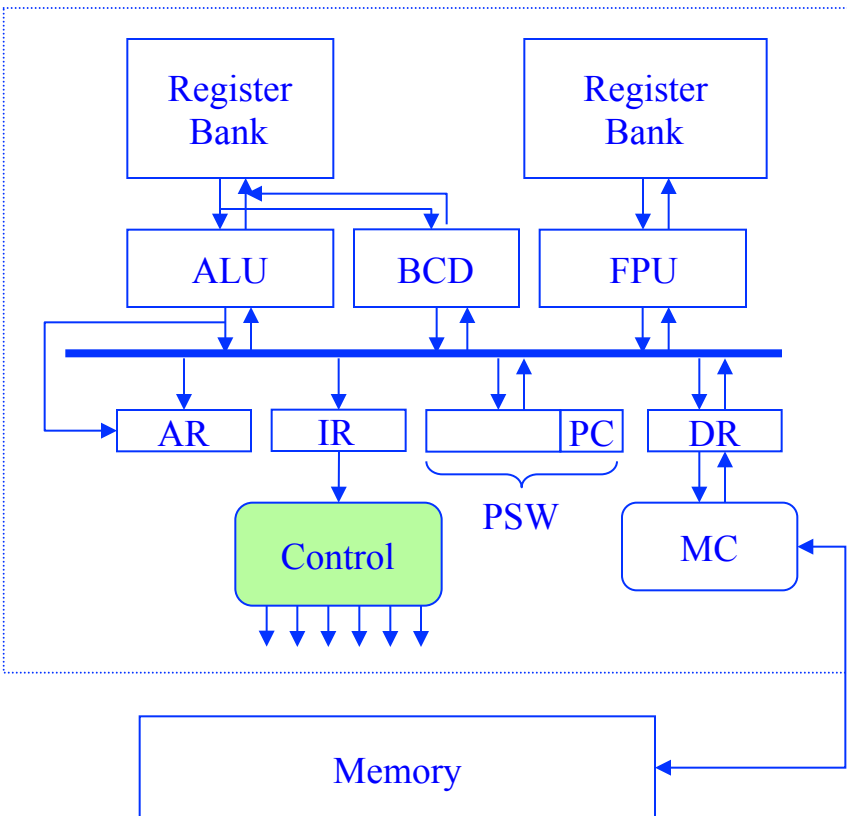 Register
Bank
Register
Bank
ALU
BCD
FPU
AR
IR
PC
DR
PSW
Control
MC
Memory